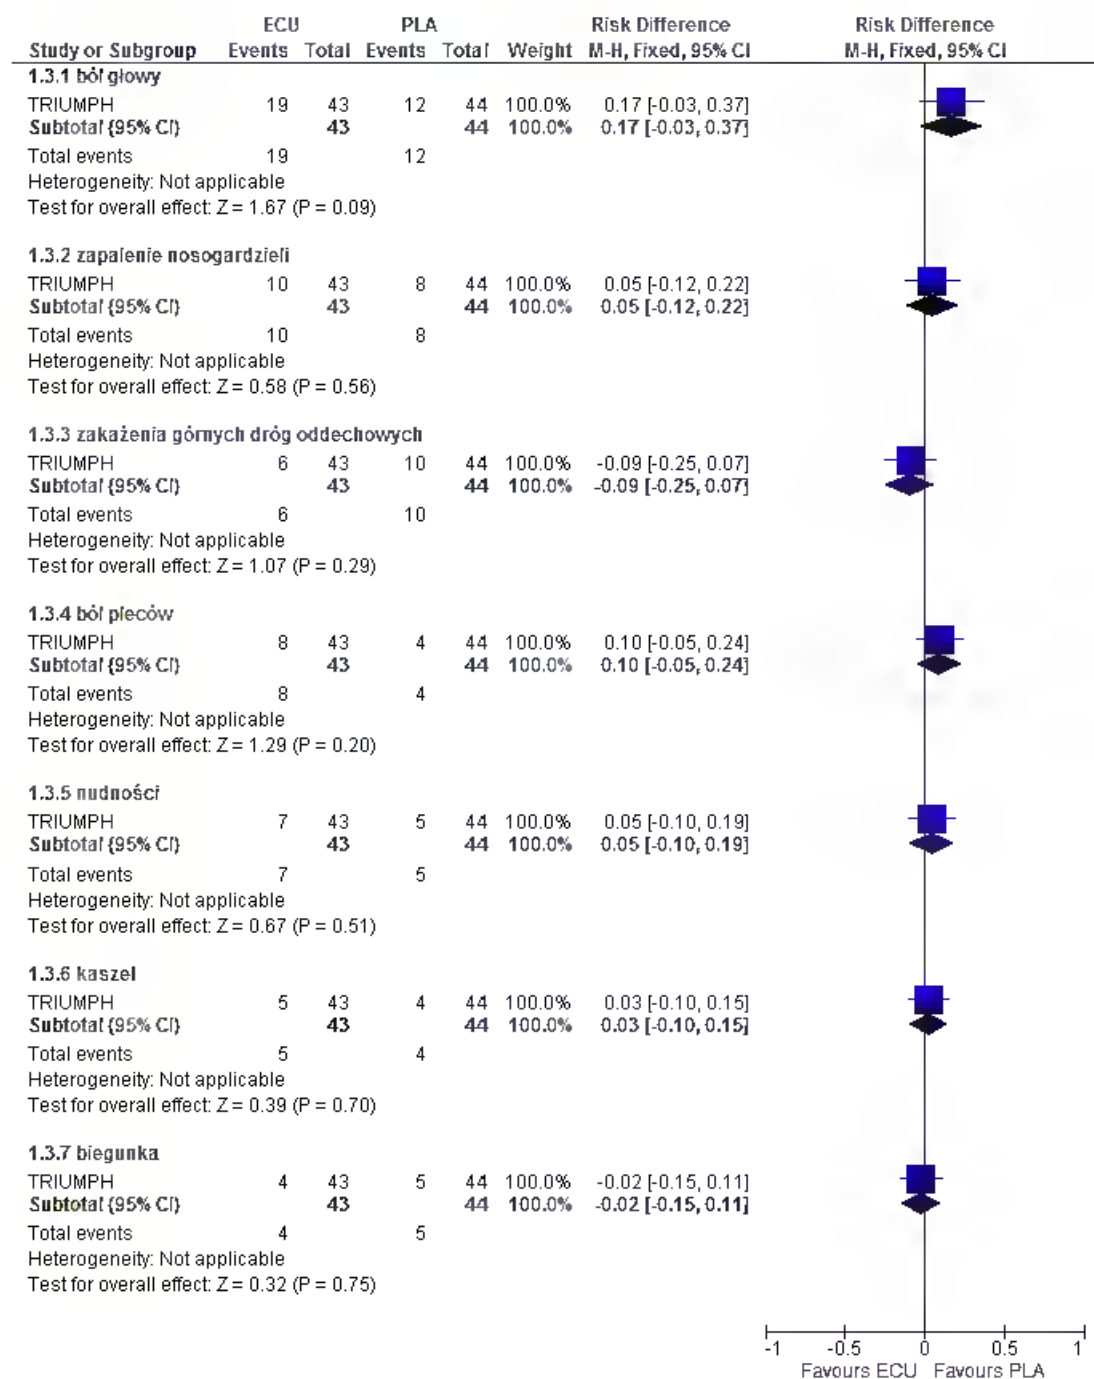 ECU PLA Risk Difference Risk Difference
Study or Subgroup Events Total Events Total Weight M-H, Fixed, 95% CI M-H, Fixed, 95% CI
1.3.1 ból głowy
TRIUMPH 19 43 12 44 100.0% 0.17 [-0.03, 0.37]
Subtotal (95% CI) 43 44 100.0% 0.17 [-0.03, 0.37]
Total events 19 12
Heterogeneity: Not applicable
Test for overall effect: Z = 1.67 (P = 0.09)
1.3.2 zapalenie nosogardzieli
TRIUMPH 10 43 8 44 100.0% 0.05 [-0.12, 0.22]
Subtotal (95% CI) 43 44 100.0% 0.05 [-0.12, 0.22]
Total events 10 8
Heterogeneity: Not applicable
Test for overall effect: Z = 0.58 (P = 0.56)
1.3.3 zakażenia górnych dróg oddechowych
TRIUMPH 6 43 10 44 100.0% -0.09 [-0.25, 0.07]
Subtotal (95% CI) 43 44 100.0% -0.09 [-0.25, 0.07]
Total events 6 10
Heterogeneity: Not applicable
Test for overall effect: Z = 1.07 (P = 0.29)
1.3.4 ból pleców
TRIUMPH 8 43 4 44 100.0% 0.10 [-0.05, 0.24]
Subtotal (95% CI) 43 44 100.0% 0.10 [-0.05, 0.24]
Total events 8 4
Heterogeneity: Not applicable
Test for overall effect: Z = 1.29 (P = 0.20)
1.3.5 nudności
TRIUMPH 7 43 5 44 100.0% 0.05 [-0.10, 0.19]
Subtotal (95% CI) 43 44 100.0% 0.05 [-0.10, 0.19]
Total events 7 5
Heterogeneity: Not applicable
Test for overall effect: Z = 0.67 (P = 0.51)
1.3.6 kaszel
TRIUMPH 5 43 4 44 100.0% 0.03 [-0.10, 0.15]
Subtotal (95% CI) 43 44 100.0% 0.03 [-0.10, 0.15]
Total events 5 4
Heterogeneity: Not applicable
Test for overall effect: Z = 0.39 (P = 0.70)
1.3.7 biegunka
TRIUMPH 4 43 5 44 100.0% -0.02 [-0.15, 0.11]
Subtotal (95% CI) 43 44 100.0% -0.02 [-0.15, 0.11]
Total events 4 5
Heterogeneity: Not applicable
Test for overall effect: Z = 0.32 (P = 0.75)
-1 -0.5 0 0.5 1
Favours ECU Favours PLA